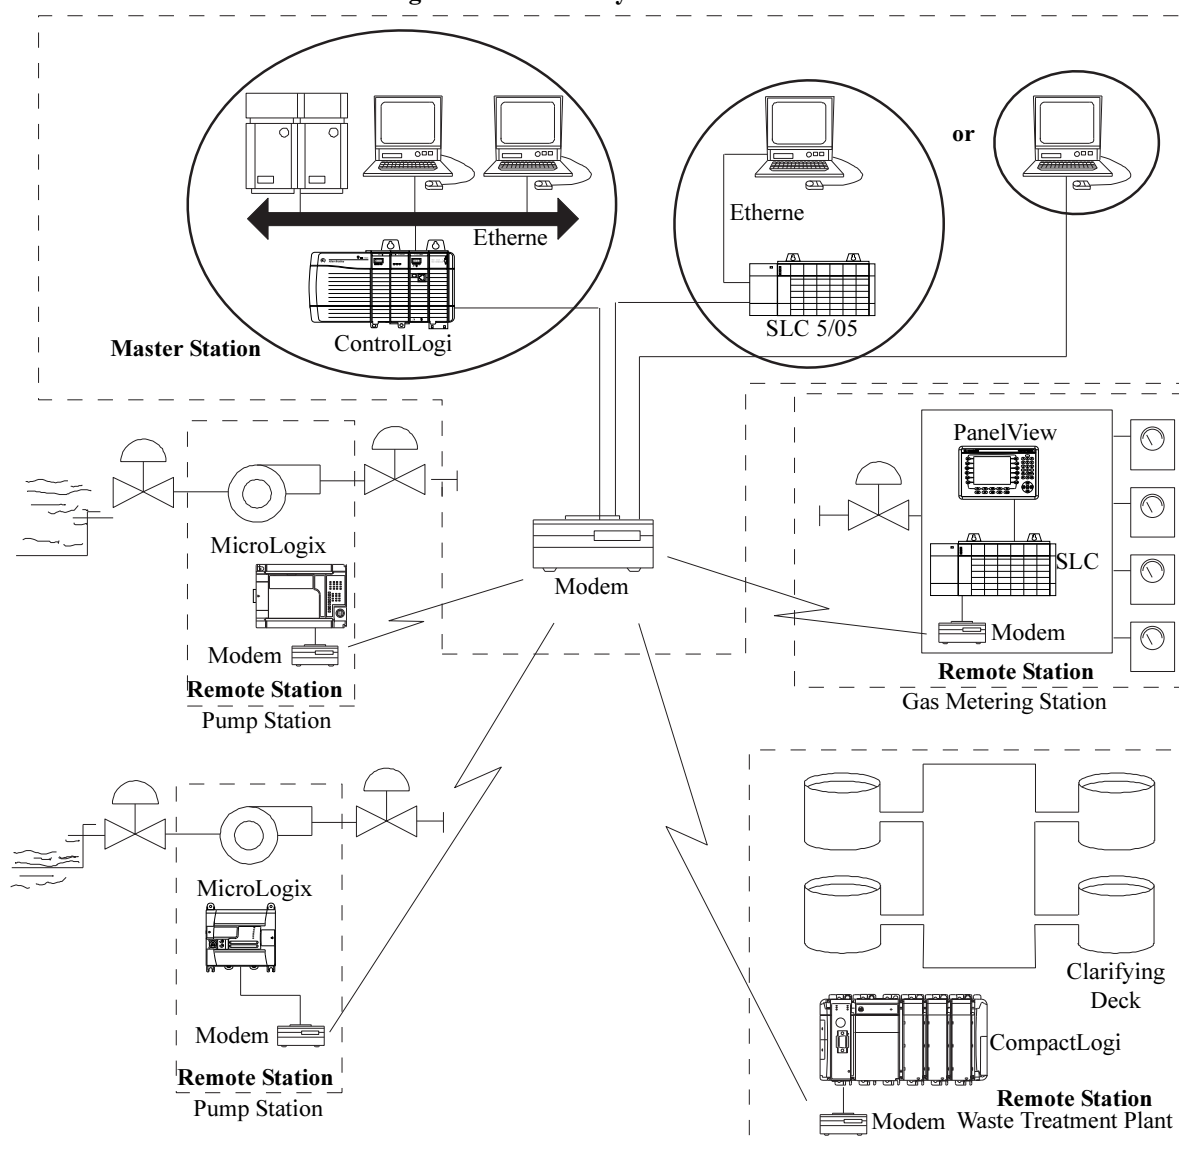 or
Etherne
Etherne
SLC 5/05
ControlLogi
Master Station
PanelView
MicroLogix
SLC
Modem
Modem
Modem
Remote Station
Remote Station
Gas Metering Station
Pump Station
MicroLogix
Clarifying
Deck
Modem
CompactLogi
Remote Station
Pump Station
Remote Station
Modem
Waste Treatment Plant